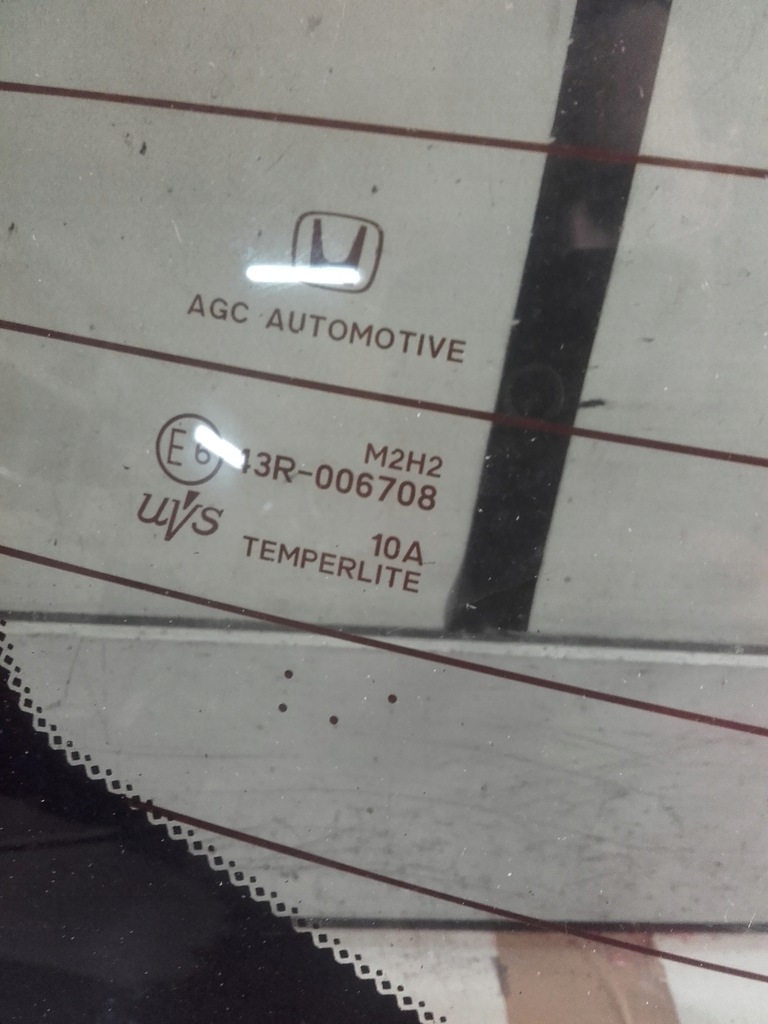 AGC AUTOMOTIVE
M2H2
E6 43R-006708
UVS
10A
TEMPERLITE